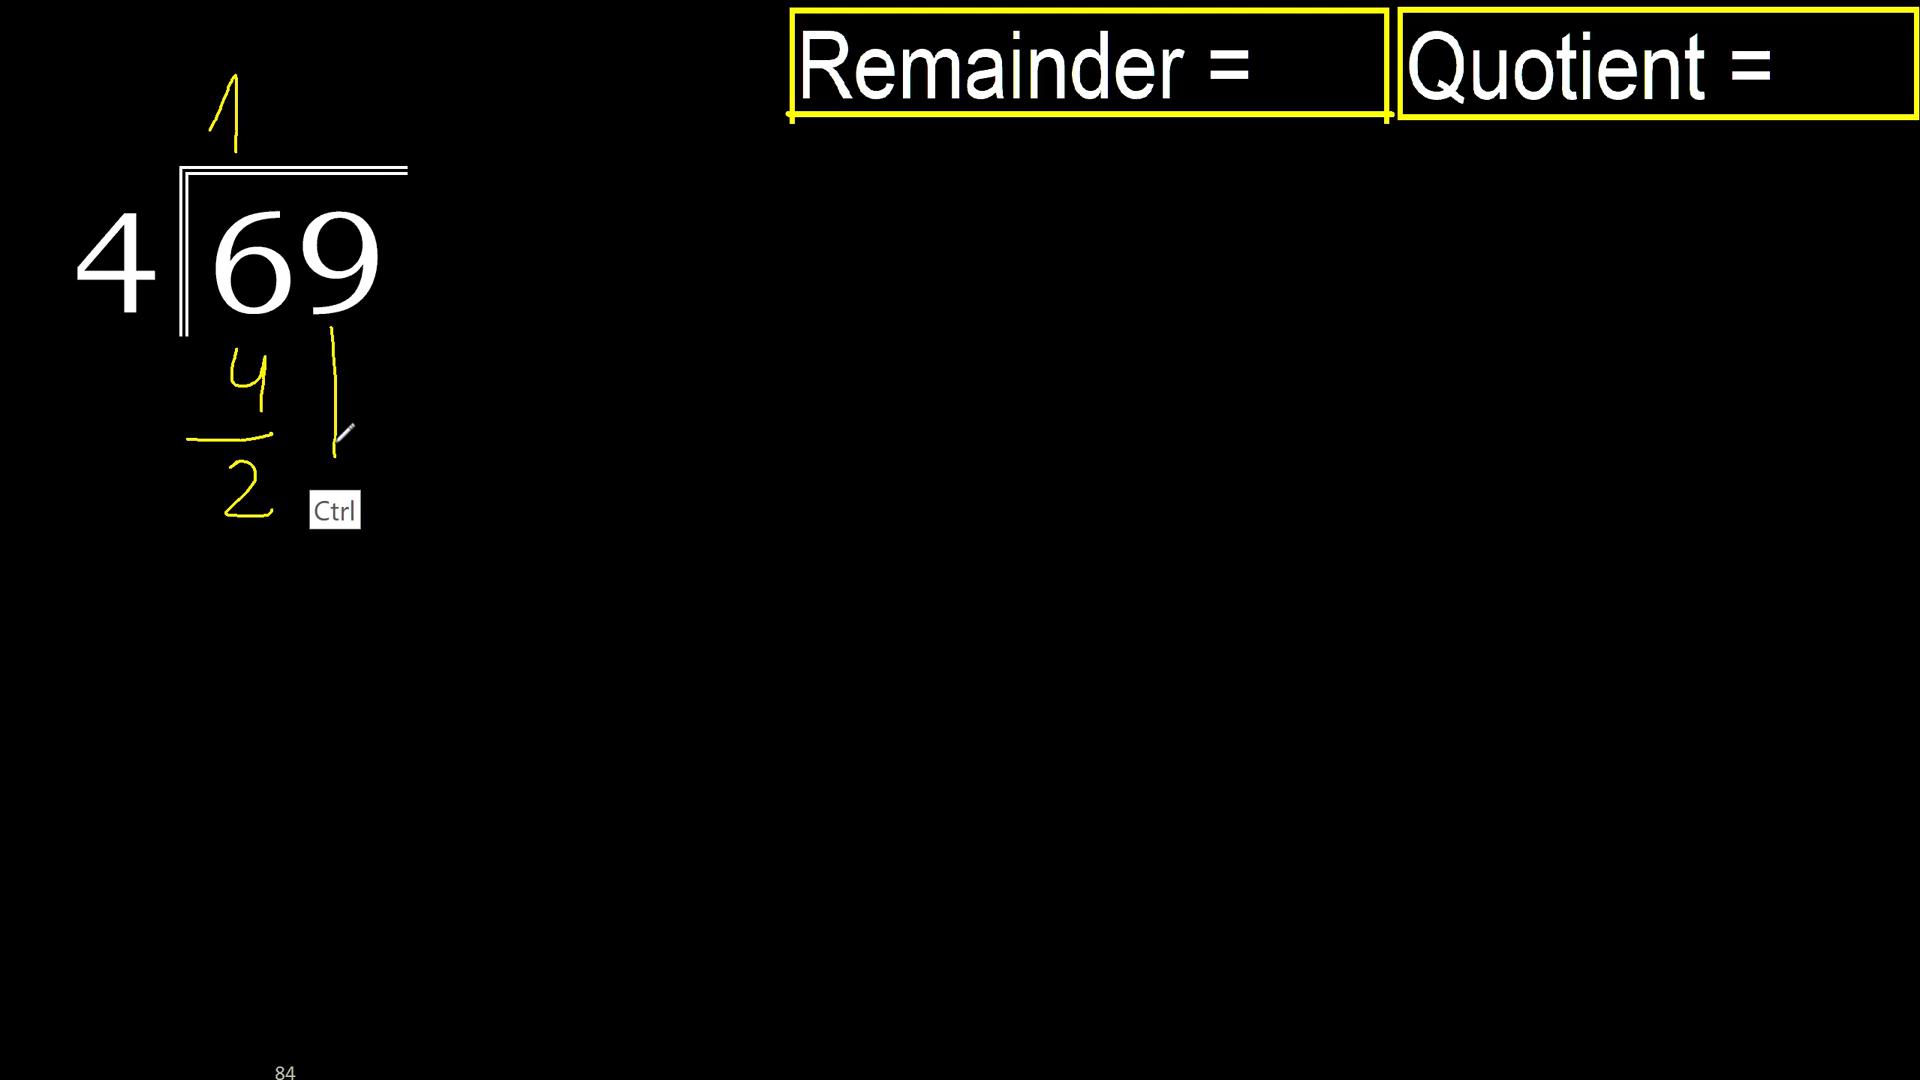 Remainder =
Quotient =
1
4 69
4
2
Ctrl
84